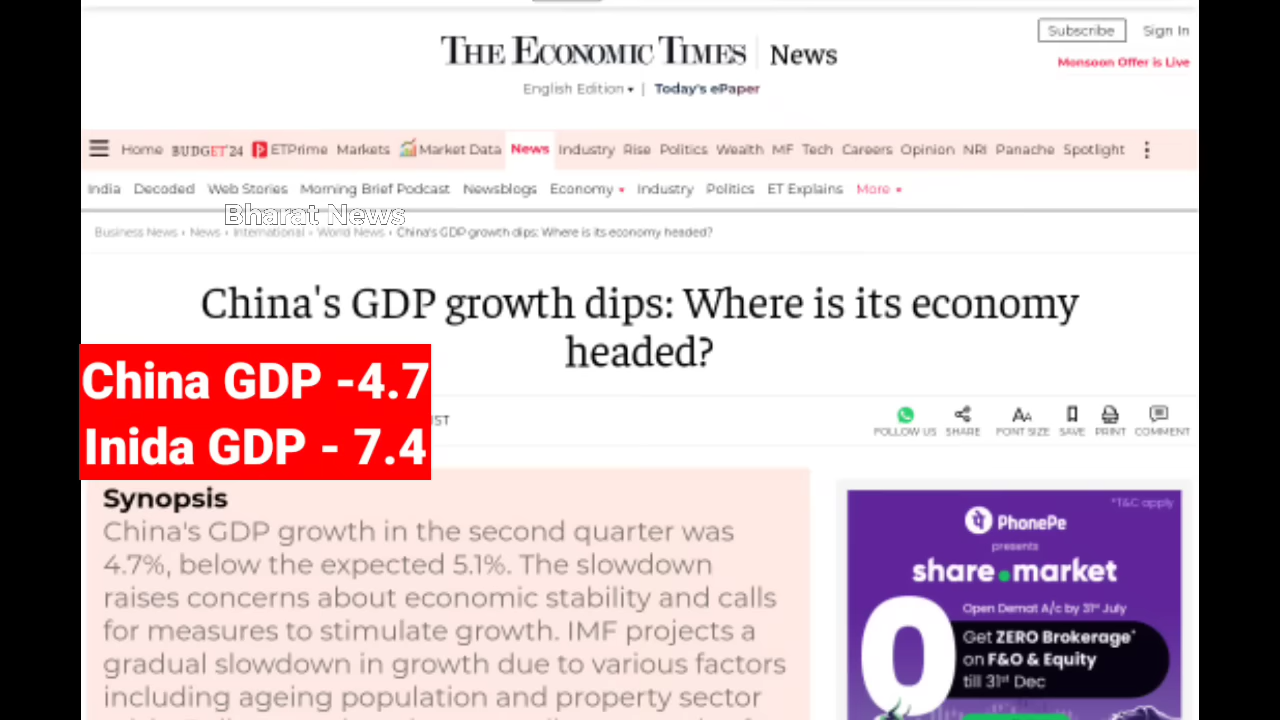 Subscribe Sign In
THE ECONOMIC TIMES News
Monsoon Offer is Live
English Edition | Today's ePaper
Home BUDGET'24 ETPrime Markets Market Data News Industry Rise Politics Wealth MF Tech Careers Opinion NRI Panache Spotlight
India Decoded Web Stories Morning Brief Podcast Newsblogs Economy Industry Politics ET Explains More
Bharat News
Business News › News › International › World News › China's GDP growth dips: Where is its economy headed?
China's GDP growth dips: Where is its economy
headed?
China GDP -4.7
Inida GDP - 7.4
IST
FOLLOW US SHARE FONT SIZE SAVE PRINT COMMENT
Synopsis
China's GDP growth in the second quarter was
4.7%, below the expected 5.1%. The slowdown
raises concerns about economic stability and calls
for measures to stimulate growth. IMF projects a
gradual slowdown in growth due to various factors
including ageing population and property sector
*T&C apply
PhonePe
presents
share.market
Open Demat A/c by 31st July
0
Get ZERO Brokerage*
on F&O & Equity
till 31st Dec